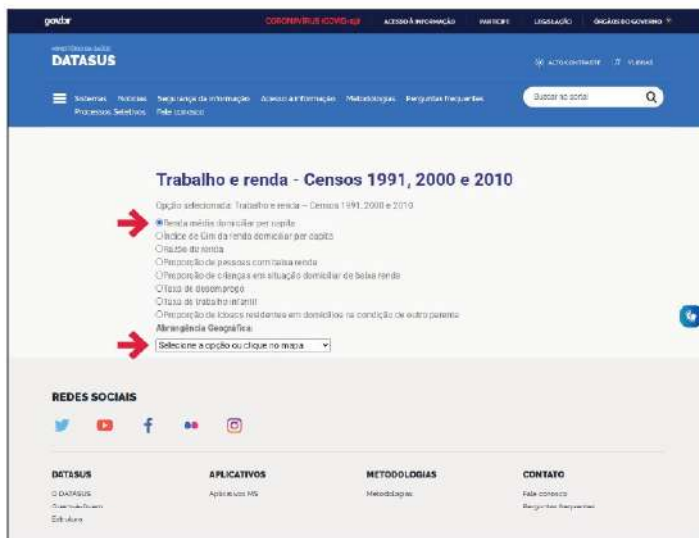 govbr
CORONAVÍRUS (COVID-19)
ACESSO À INFORMAÇÃO
PARTICIPE
LEGISLAÇÃO
ÓRGÃOS DO GOVERNO
MINISTÉRIO DA SAÚDE
DATASUS
ALTO CONTRASTE
VLIBRAS
Sistemas Notícias Segurança da informação Acesso a informação Metodologias Perguntas frequentes
Processos Seletivos Fale conosco
Buscar no portal
Trabalho e renda - Censos 1991, 2000 e 2010
Opção selecionada: Trabalho e renda – Censos 1991, 2000 e 2010
Renda média domiciliar per capita
Índice de Gini da renda domiciliar per capita
Razão de renda
Proporção de pessoas com baixa renda
Proporção de crianças em situação domiciliar de baixa renda
Taxa de desemprego
Taxa de trabalho infantil
Proporção de idosos residentes em domicílios na condição de outro parente
Abrangência Geográfica:
Selecione a opção ou clique no mapa
REDES SOCIAIS
DATASUS
APLICATIVOS
METODOLOGIAS
CONTATO
O DATASUS
Aplicativos MS
Metodologias
Fale conosco
Quem é Quem
Perguntas frequentes
Estrutura